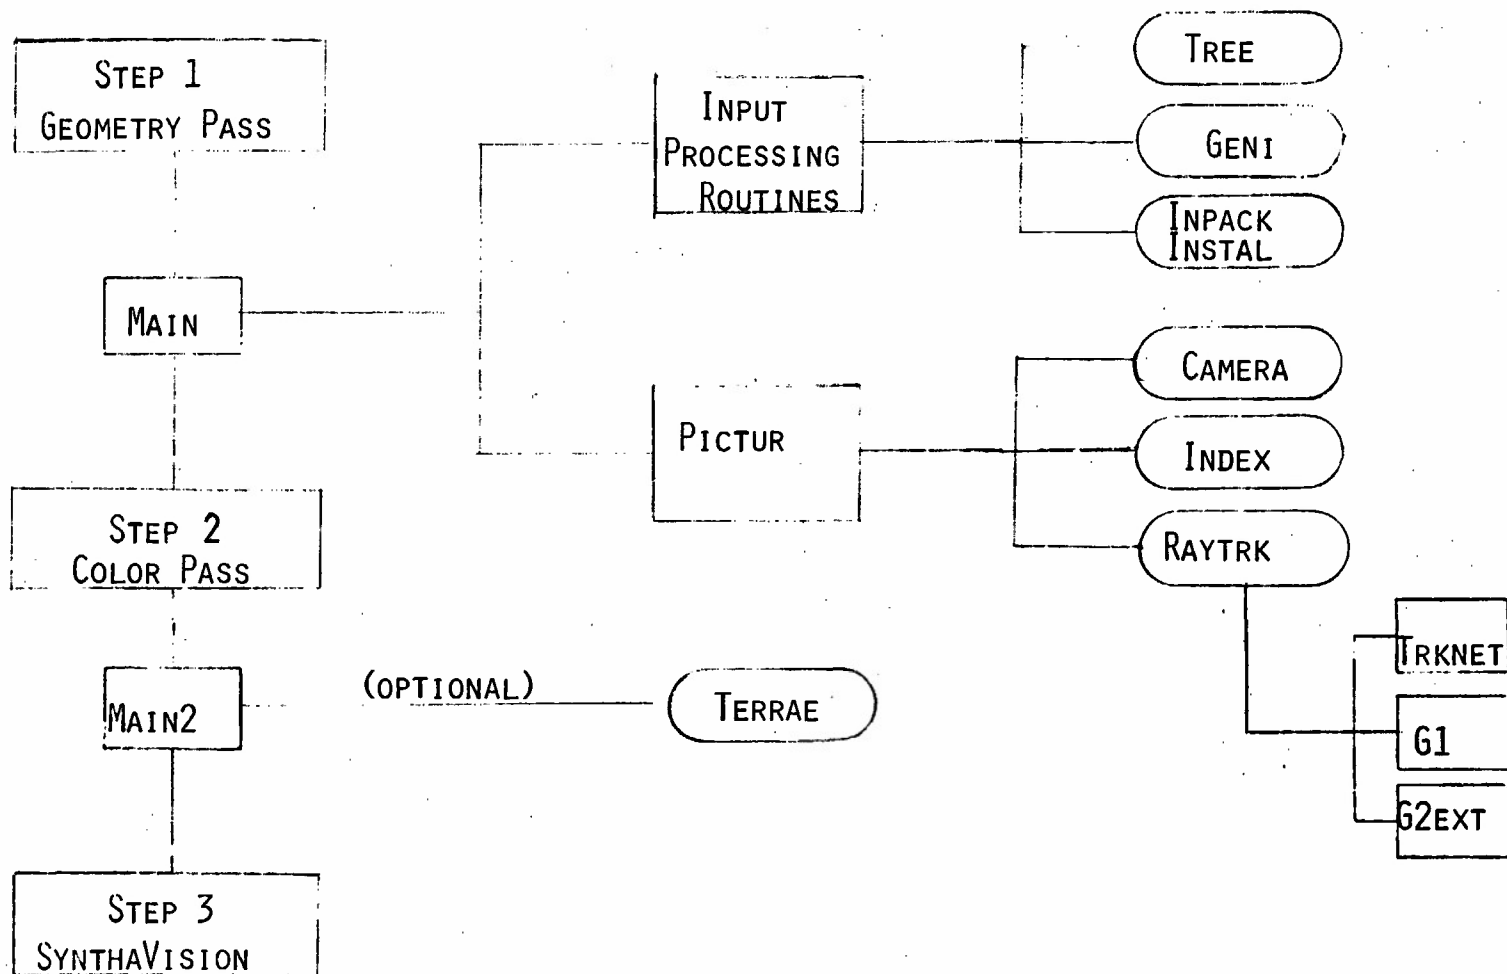 STEP 1
GEOMETRY PASS
MAIN
STEP 2
COLOR PASS
MAIN2
STEP 3
SYNTHAVISION
INPUT
PROCESSING
ROUTINES
PICTUR
(OPTIONAL)
TERRAE
TREE
GENI
INPACK
INSTAL
CAMERA
INDEX
RAYTRK
TRKNET
G1
G2EXT